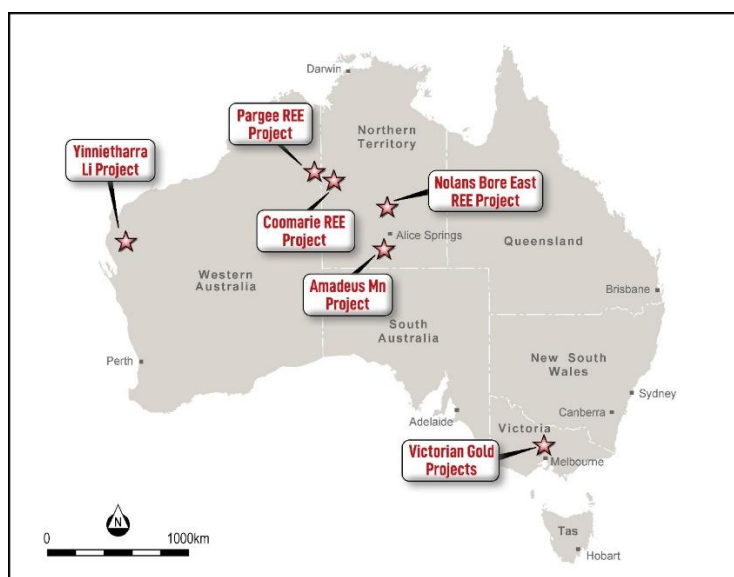 Darwin
Pargee REE
Project
Northern
Territory
Yinnietharra
Li Project
Nolans Bore East
REE Project
Coomarie REE
Project
Alice Springs
Queensland
Western
Australia
Amadeus Mn
Project
Brisbane
South
Australia
Perth
New South
Wales
Sydney
Adelaide
Canberra
Victoria
Victorian Gold
Projects
Melbourne
N
0 1000km
Tas
Hobart